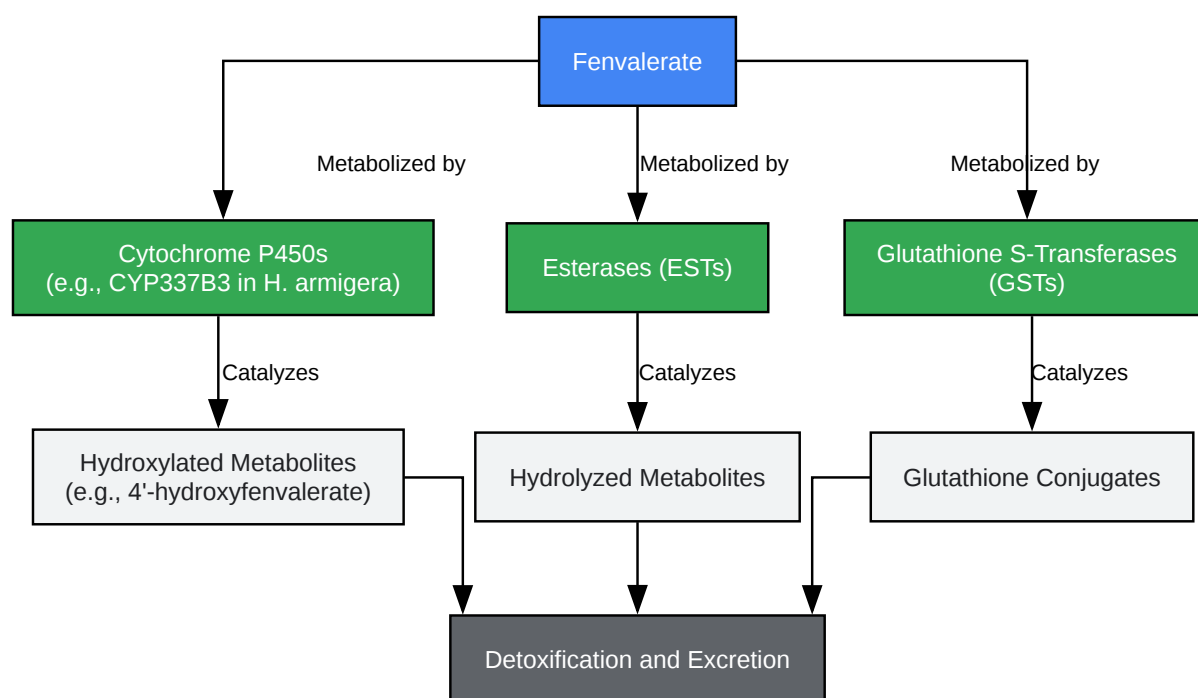 Fenvalerate
Metabolized by
Metabolized by
Metabolized by
Cytochrome P450s
(e.g., CYP337B3 in H. armigera)
Esterases (ESTs)
Glutathione S-Transferases
(GSTs)
Catalyzes
Catalyzes
Catalyzes
Hydroxylated Metabolites
(e.g., 4'-hydroxyfenvalerate)
Hydrolyzed Metabolites
Glutathione Conjugates
Detoxification and Excretion